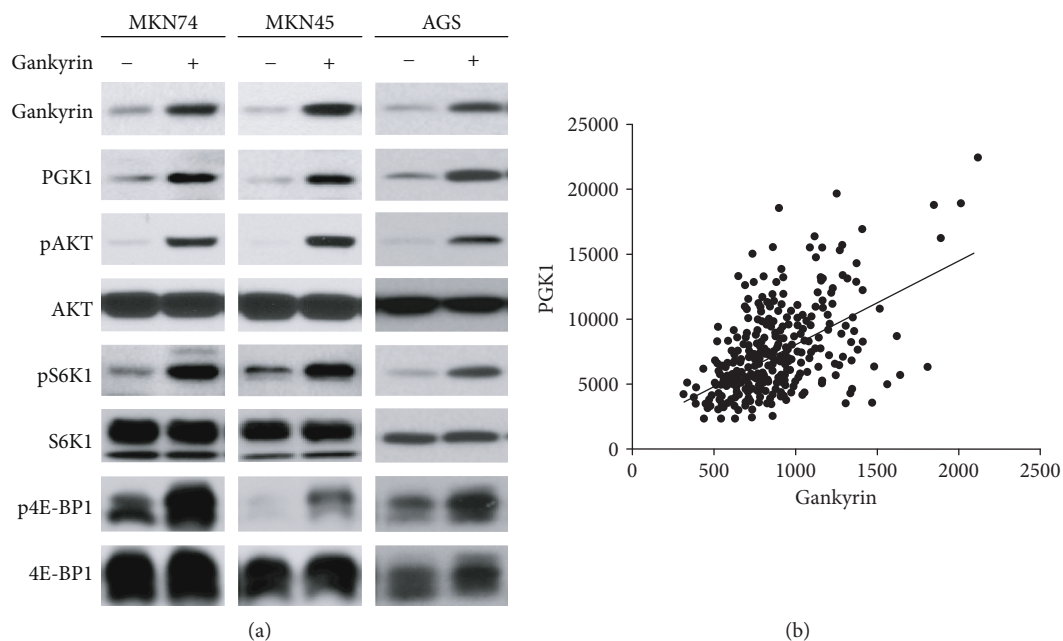 MKN74 MKN45 AGS
Gankyrin − + − + − +
Gankyrin
PGK1
pAKT
AKT
pS6K1
S6K1
p4E-BP1
4E-BP1
(a)
25000
20000
15000
10000
5000
0
PGK1
0 500 1000 1500 2000 2500
Gankyrin
(b)